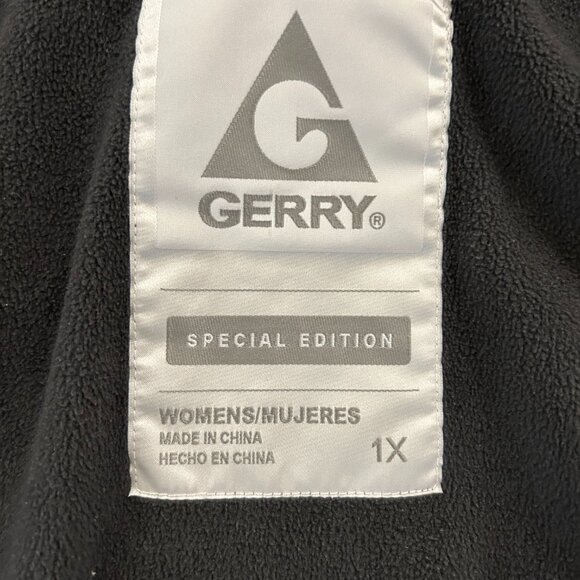 G
GERRY®
SPECIAL EDITION
WOMENS/MUJERES
MADE IN CHINA
HECHO EN CHINA
1X